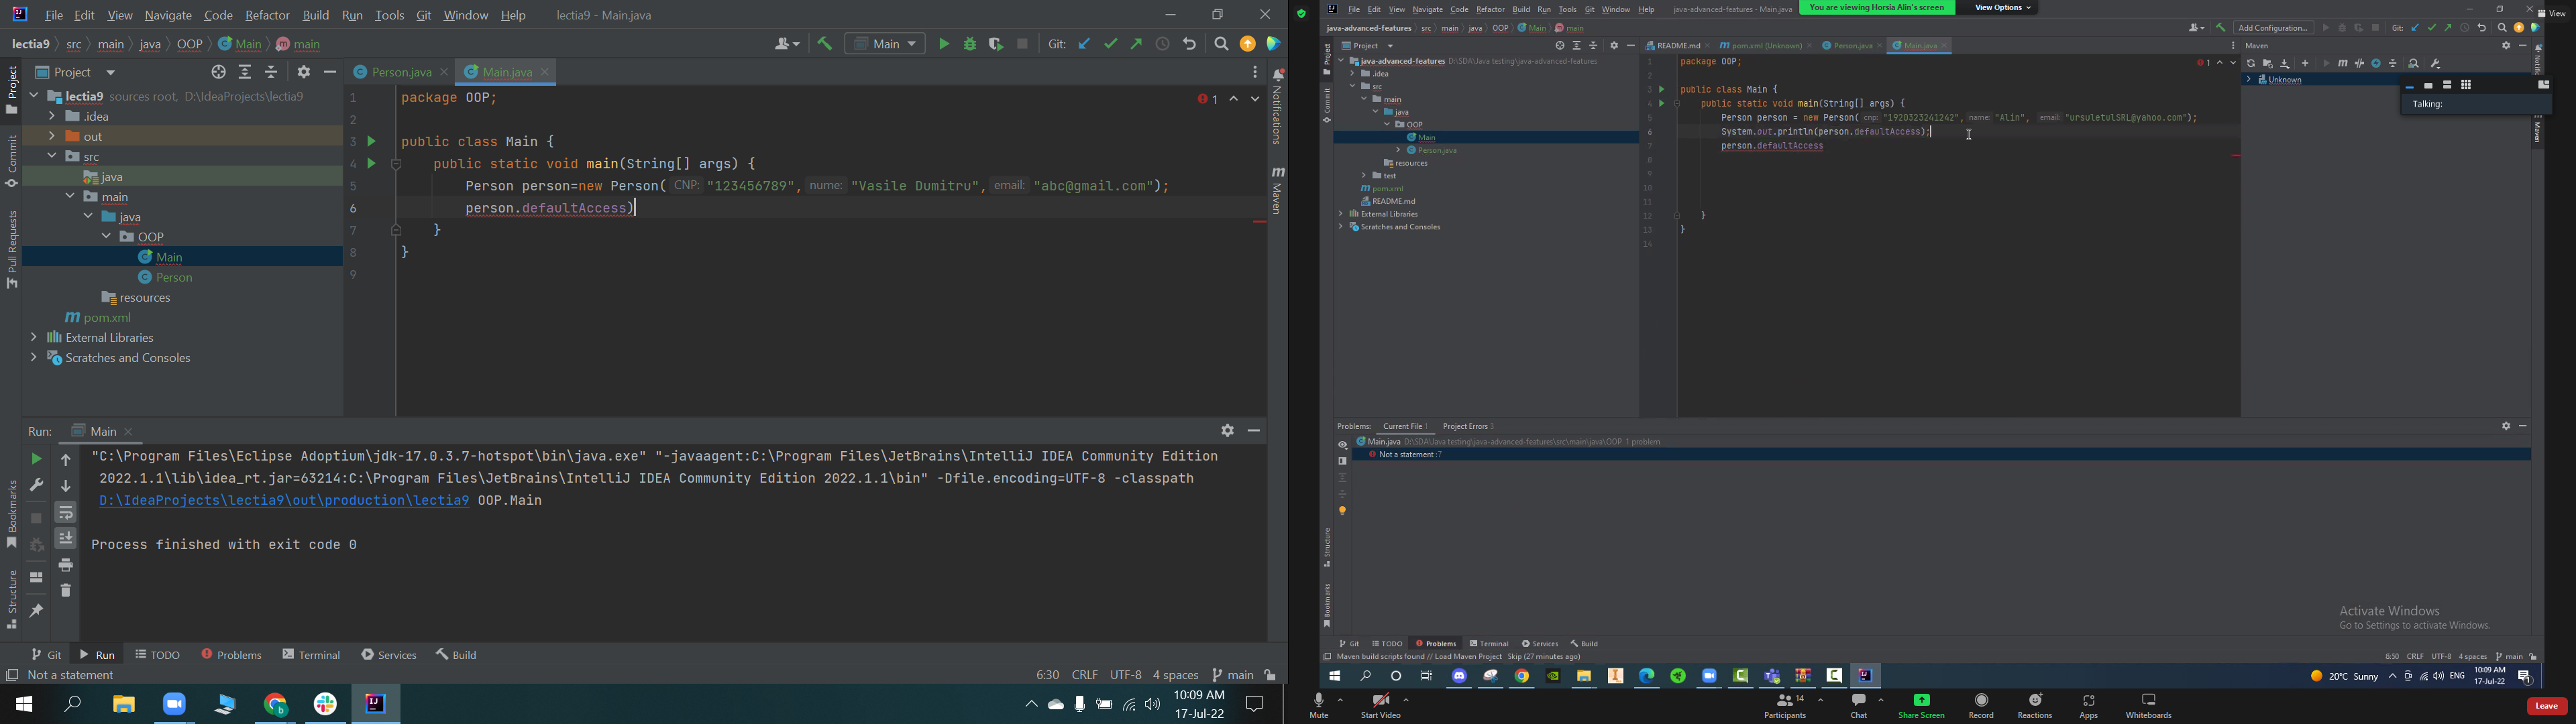 File Edit View Navigate Code Refactor Build Run Tools Git Window Help lectia9 - Main.java
lectia9 src main java OOP Main main
Main
Git:
Project
lectia9 sources root, D:\IdeaProjects\lectia9
.idea
out
src
java
main
java
OOP
Main
Person
resources
pom.xml
External Libraries
Scratches and Consoles
Project
Commit
Pull Requests
Bookmarks
Structure
Person.java
Main.java
1 package OOP;
2
3 public class Main {
4 public static void main(String[] args) {
5 Person person=new Person( CNP: "123456789", nume: "Vasile Dumitru", email: "abc@gmail.com");
6 person.defaultAccess)
7 }
8 }
9
1
Notifications
Maven
Run: Main
"C:\Program Files\Eclipse Adoptium\jdk-17.0.3.7-hotspot\bin\java.exe" "-javaagent:C:\Program Files\JetBrains\IntelliJ IDEA Community Edition
2022.1.1\lib\idea_rt.jar=63214:C:\Program Files\JetBrains\IntelliJ IDEA Community Edition 2022.1.1\bin" -Dfile.encoding=UTF-8 -classpath
D:\IdeaProjects\lectia9\out\production\lectia9 OOP.Main
Process finished with exit code 0
Git Run TODO Problems Terminal Services Build
Not a statement 6:30 CRLF UTF-8 4 spaces main
10:09 AM
17-Jul-22
File Edit View Navigate Code Refactor Build Run Tools Git Window Help java-advanced-features - Main.java
You are viewing Horsia Alin's screen View Options
View
java-advanced-features src main java OOP Main main
Add Configuration...
Git:
Project
java-advanced-features D:\SDA\Java testing\java-advanced-features
.idea
src
main
java
OOP
Main
Person.java
resources
test
pom.xml
README.md
External Libraries
Scratches and Consoles
Project
Commit
Structure
Bookmarks
README.md
pom.xml (Unknown)
Person.java
Main.java
1 package OOP;
2
3 public class Main {
4 public static void main(String[] args) {
5 Person person = new Person( cnp: "1920323241242", name: "Alin", email: "ursuletulSRL@yahoo.com");
6 System.out.println(person.defaultAccess);
7 person.defaultAccess
8
9
10
11
12 }
13 }
14
1
Maven
Unknown
Talking:
Maven
Problems: Current File 1 Project Errors 3
Main.java D:\SDA\Java testing\java-advanced-features\src\main\java\OOP 1 problem
Not a statement :7
Activate Windows
Go to Settings to activate Windows.
Git TODO Problems Terminal Services Build
Maven build scripts found // Load Maven Project Skip (27 minutes ago) 6:50 CRLF UTF-8 4 spaces main
20°C Sunny ENG
10:09 AM
17-Jul-22
1
Mute Start Video Participants 14 Chat Share Screen Record Reactions Apps Whiteboards Leave